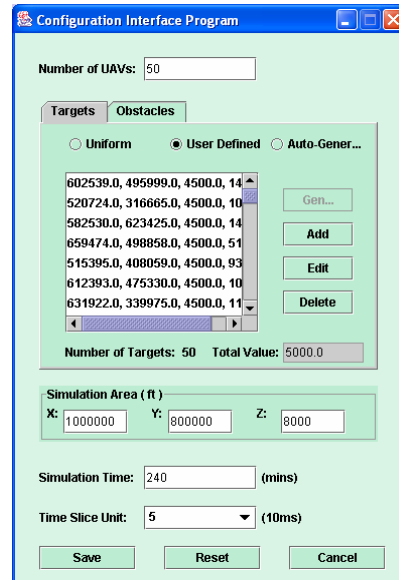 Configuration Interface Program
Number of UAVs: 50
Targets Obstacles
Uniform User Defined Auto-Gener...
602539.0, 495999.0, 4500.0, 14
520724.0, 316665.0, 4500.0, 10
582530.0, 623425.0, 4500.0, 14
659474.0, 498858.0, 4500.0, 51
515395.0, 408059.0, 4500.0, 93
612393.0, 475330.0, 4500.0, 10
631922.0, 339975.0, 4500.0, 11
Gen...
Add
Edit
Delete
Number of Targets: 50 Total Value: 5000.0
Simulation Area ( ft )
X: 1000000 Y: 800000 Z: 8000
Simulation Time: 240 (mins)
Time Slice Unit: 5 (10ms)
Save Reset Cancel